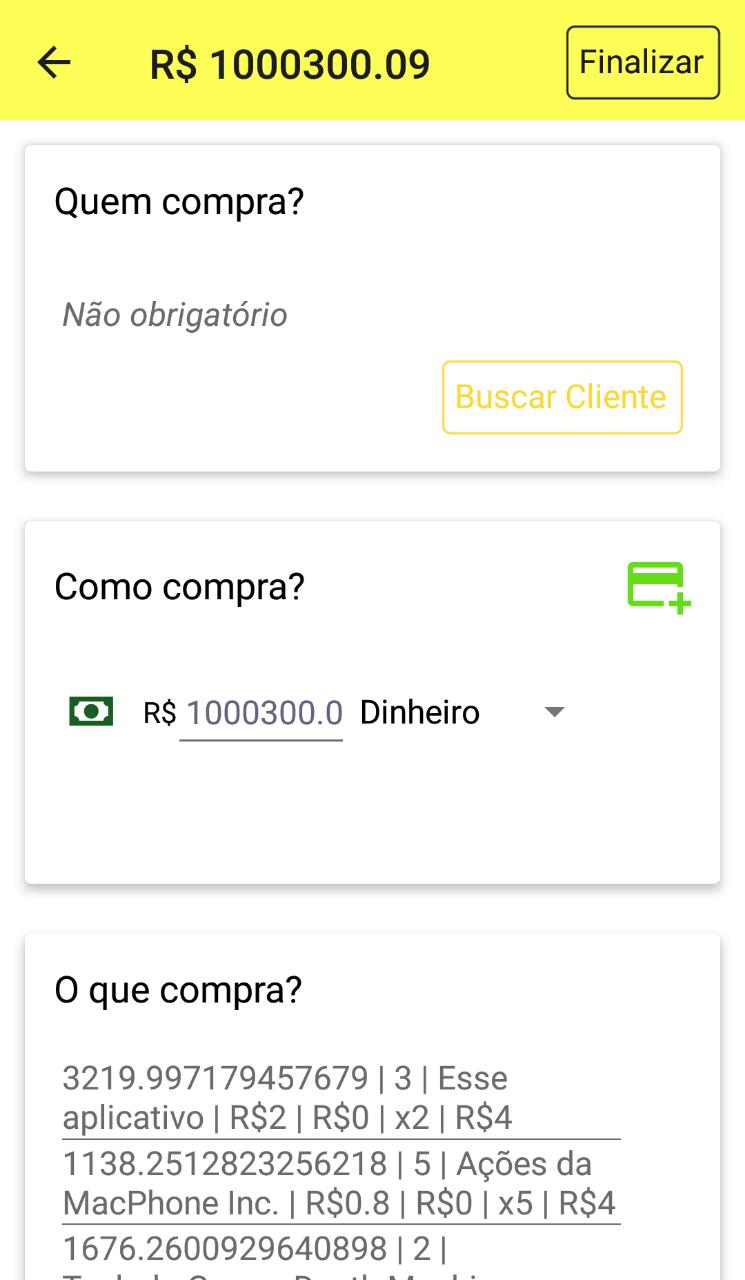 R$ 1000300.09
Finalizar
Quem compra?
Não obrigatório
Buscar Cliente
Como compra?
R$ 1000300.0 Dinheiro
O que compra?
3219.997179457679 | 3 | Esse
aplicativo | R$2 | R$0 | x2 | R$4
1138.2512823256218 | 5 | Ações da
MacPhone Inc. | R$0.8 | R$0 | x5 | R$4
1676.2600929640898 | 2 |